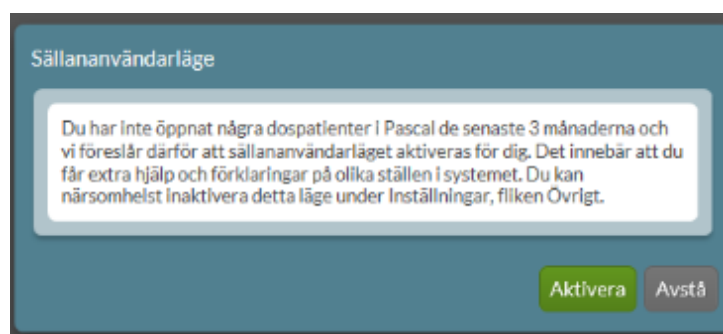 Sällananvändarläge
Du har inte öppnat några dospatienter i Pascal de senaste 3 månaderna och
vi föreslår därför att sällananvändarläget aktiveras för dig. Det innebär att du
får extra hjälp och förklaringar på olika ställen i systemet. Du kan
närsomhelst inaktivera detta läge under Inställningar, fliken Övrigt.
Aktivera Avstå